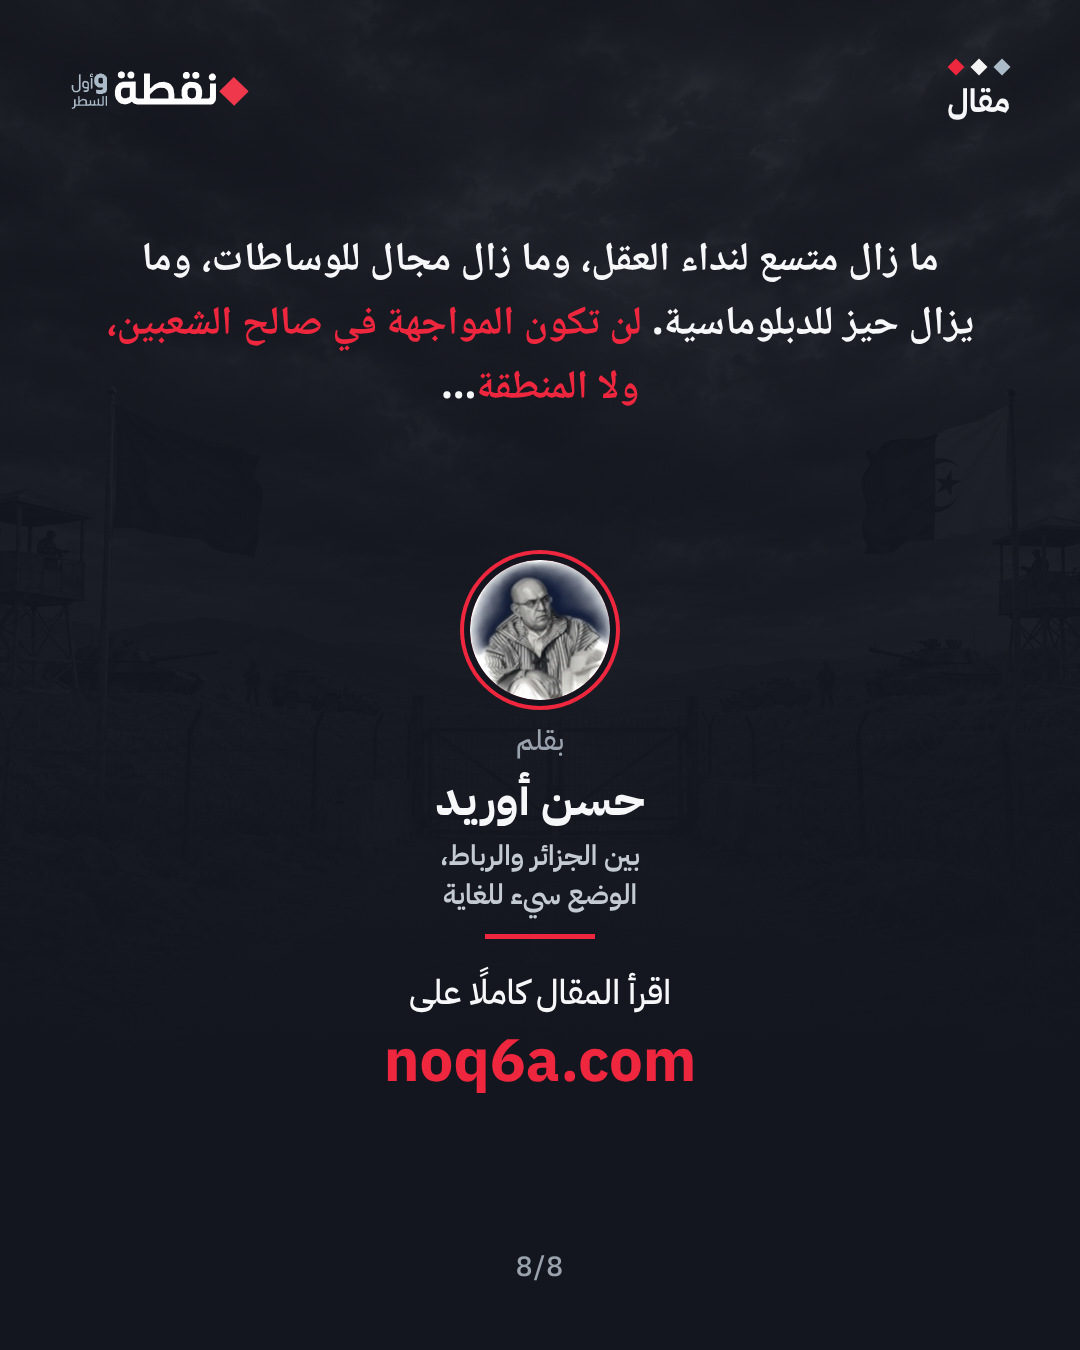 مقال
نقطة
وأول
السطر
ما زال متسع لنداء العقل، وما زال مجال للوساطات، وما
يزال حيز للدبلوماسية. لن تكون المواجهة في صالح الشعبين،
ولا المنطقة...
بقلم
حسن أوريد
بين الجزائر والرباط،
الوضع سيء للغاية
اقرأ المقال كاملًا على
noq6a.com
8/8